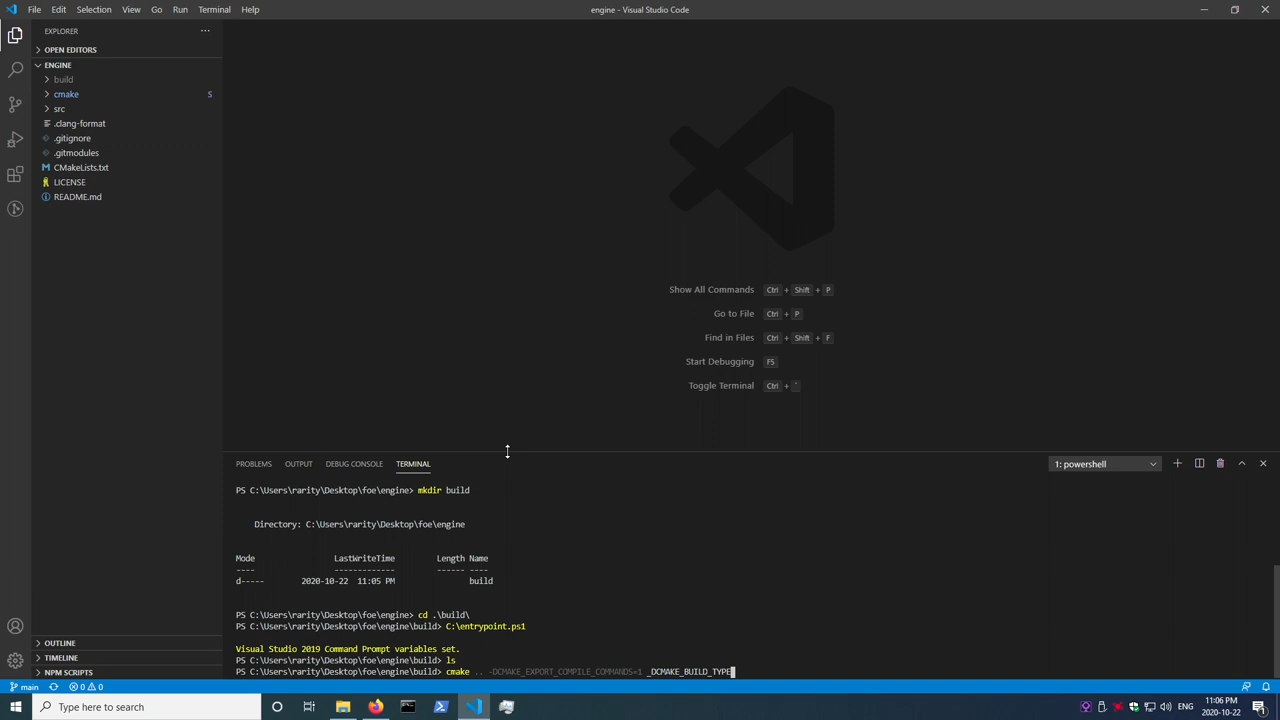 File Edit Selection View Go Run Terminal Help
engine - Visual Studio Code
EXPLORER
OPEN EDITORS
ENGINE
build
cmake S
src
.clang-format
.gitignore
.gitmodules
CMakeLists.txt
LICENSE
README.md
OUTLINE
TIMELINE
NPM SCRIPTS
Show All Commands Ctrl + Shift + P
Go to File Ctrl + P
Find in Files Ctrl + Shift + F
Start Debugging F5
Toggle Terminal Ctrl + `
PROBLEMS OUTPUT DEBUG CONSOLE TERMINAL
1: powershell
PS C:\Users\rarity\Desktop\foe\engine> mkdir build
Directory: C:\Users\rarity\Desktop\foe\engine
Mode LastWriteTime Length Name
---- ------------- ------ ----
d----- 2020-10-22 11:05 PM build
PS C:\Users\rarity\Desktop\foe\engine> cd .\build\
PS C:\Users\rarity\Desktop\foe\engine\build> C:\entrypoint.ps1
Visual Studio 2019 Command Prompt variables set.
PS C:\Users\rarity\Desktop\foe\engine\build> ls
PS C:\Users\rarity\Desktop\foe\engine\build> cmake .. -DCMAKE_EXPORT_COMPILE_COMMANDS=1 _DCMAKE_BUILD_TYPE
main 0 0
Type here to search
ENG
11:06 PM
2020-10-22